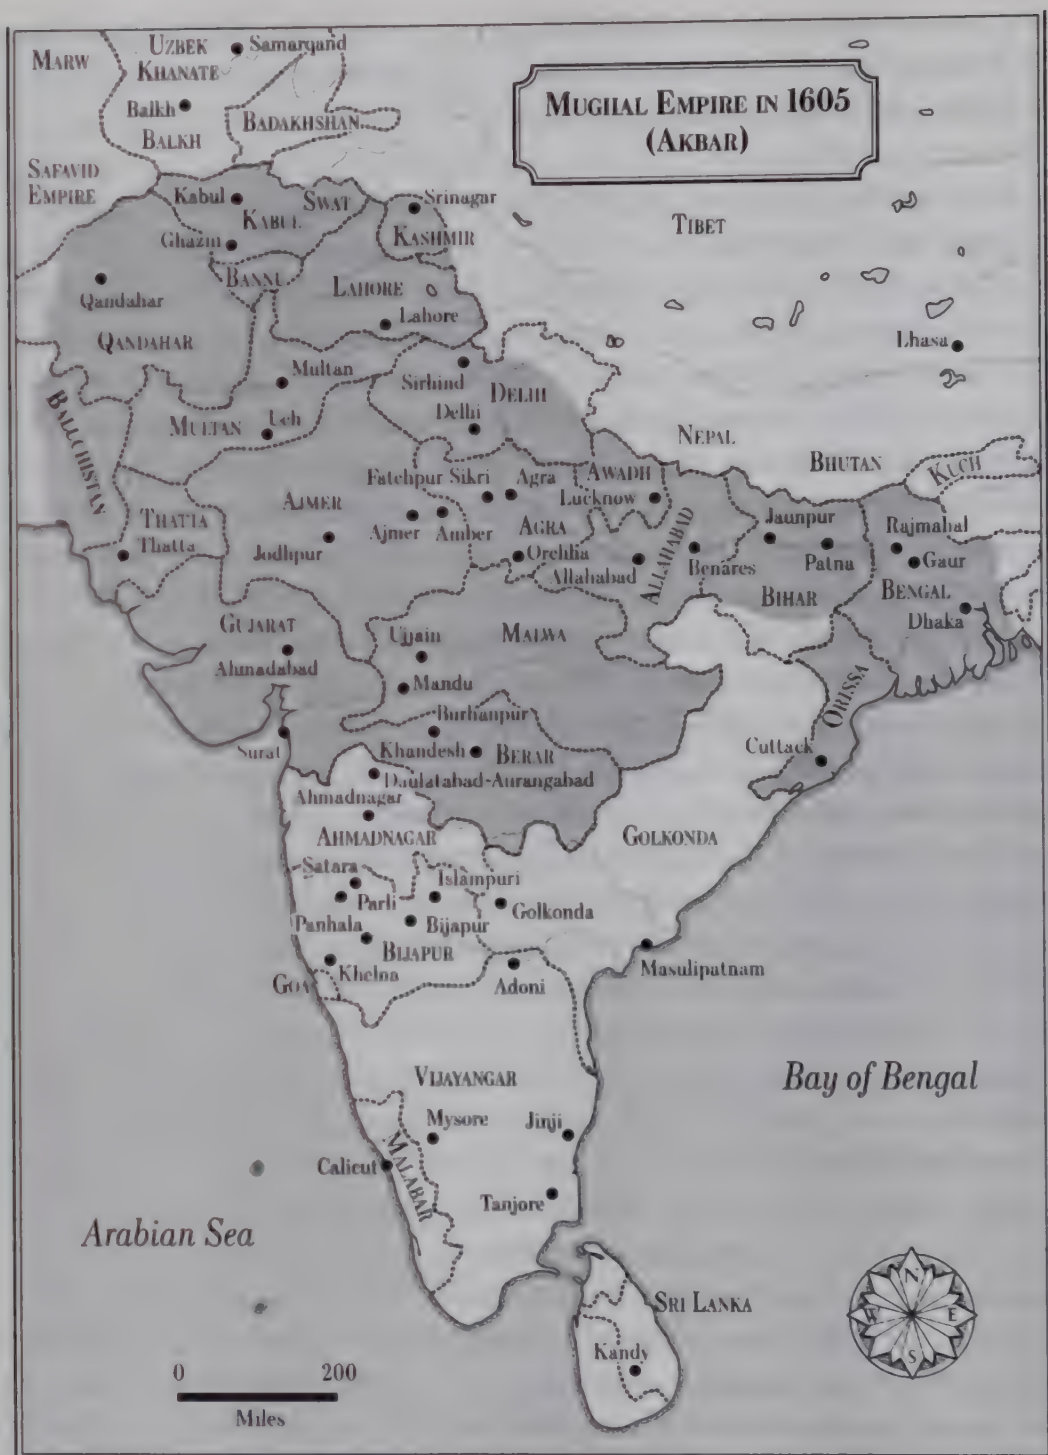 MUGHAL EMPIRE IN 1605
(AKBAR)
MARW
UZBEK
KHANATE
Samarqand
Balkh
BALKH
BADAKHSHAN
SAFAVID
EMPIRE
Kabul
KABUL
SWAT
Srinagar
KASHMIR
TIBET
Ghazni
BANNU
LAHORE
Lahore
Qandahar
QANDAHAR
Lhasa
Multan
MULTAN
Uch
Sirhind
DELHI
Delhi
BALUCHISTAN
NEPAL
BHUTAN
KUCH
THATTA
Thatta
AJMER
Jodhpur
Fatehpur Sikri
Agra
Ajmer
Amber
AGRA
AWADH
Lucknow
Orchha
Allahabad
ALLAHABAD
Benares
Jaunpur
Patna
BIHAR
Rajmahal
Gaur
BENGAL
Dhaka
GUJARAT
Ahmadabad
Ujjain
MALWA
Mandu
Burhanpur
Surat
Khandesh
BERAR
ORISSA
Cuttack
Daulatabad-Aurangabad
Ahmadnagar
AHMADNAGAR
GOLKONDA
Satara
Parli
Islampuri
Panhala
Bijapur
Golkonda
BIJAPUR
Khelna
GOA
Adoni
Masulipatnam
VIJAYANGAR
Bay of Bengal
Mysore
Jinji
Calicut
MALABAR
Tanjore
Arabian Sea
SRI LANKA
Kandy
N
W
E
S
0 200
Miles